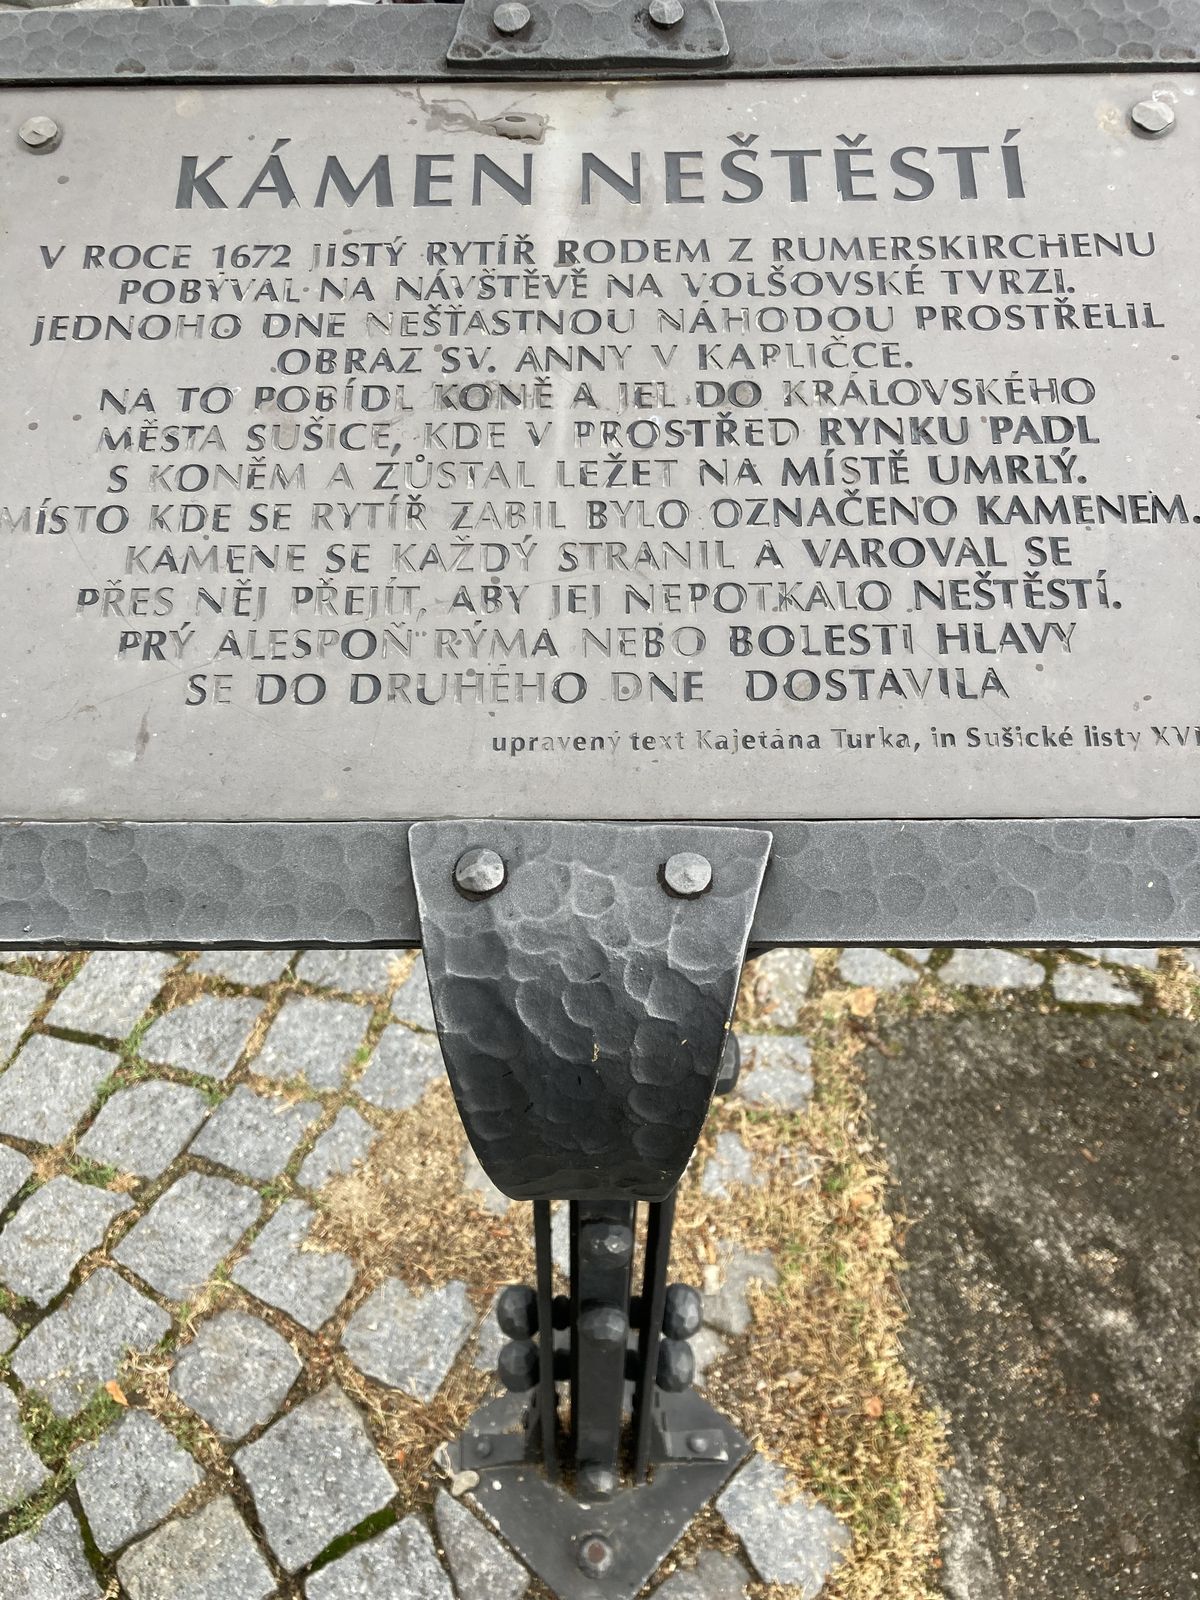 KÁMEN NEŠTĚSTÍ
V ROCE 1672 JISTÝ RYTÍŘ RODEM Z RUMERSKIRCHENU
POBÝVAL NA NÁVŠTĚVĚ NA VOLŠOVSKÉ TVRZI.
JEDNOHO DNE NEŠŤASTNOU NÁHODOU PROSTŘELIL
OBRAZ SV. ANNY V KAPLIČCE.
NA TO POBÍDL KONĚ A JEL DO KRÁLOVSKÉHO
MĚSTA SUŠICE, KDE V PROSTŘED RYNKU PADL
S KONĚM A ZŮSTAL LEŽET NA MÍSTĚ UMRLÝ.
MÍSTO KDE SE RYTÍŘ ZABIL BYLO OZNAČENO KAMENEM.
KAMENE SE KAŽDÝ STRANIL A VAROVAL SE
PŘES NĚJ PŘEJÍT, ABY JEJ NEPOTKALO NEŠTĚSTÍ.
PRÝ ALESPOŇ RÝMA NEBO BOLESTI HLAVY
SE DO DRUHÉHO DNE DOSTAVILA
upravený text Kajetána Turka, in Sušické listy